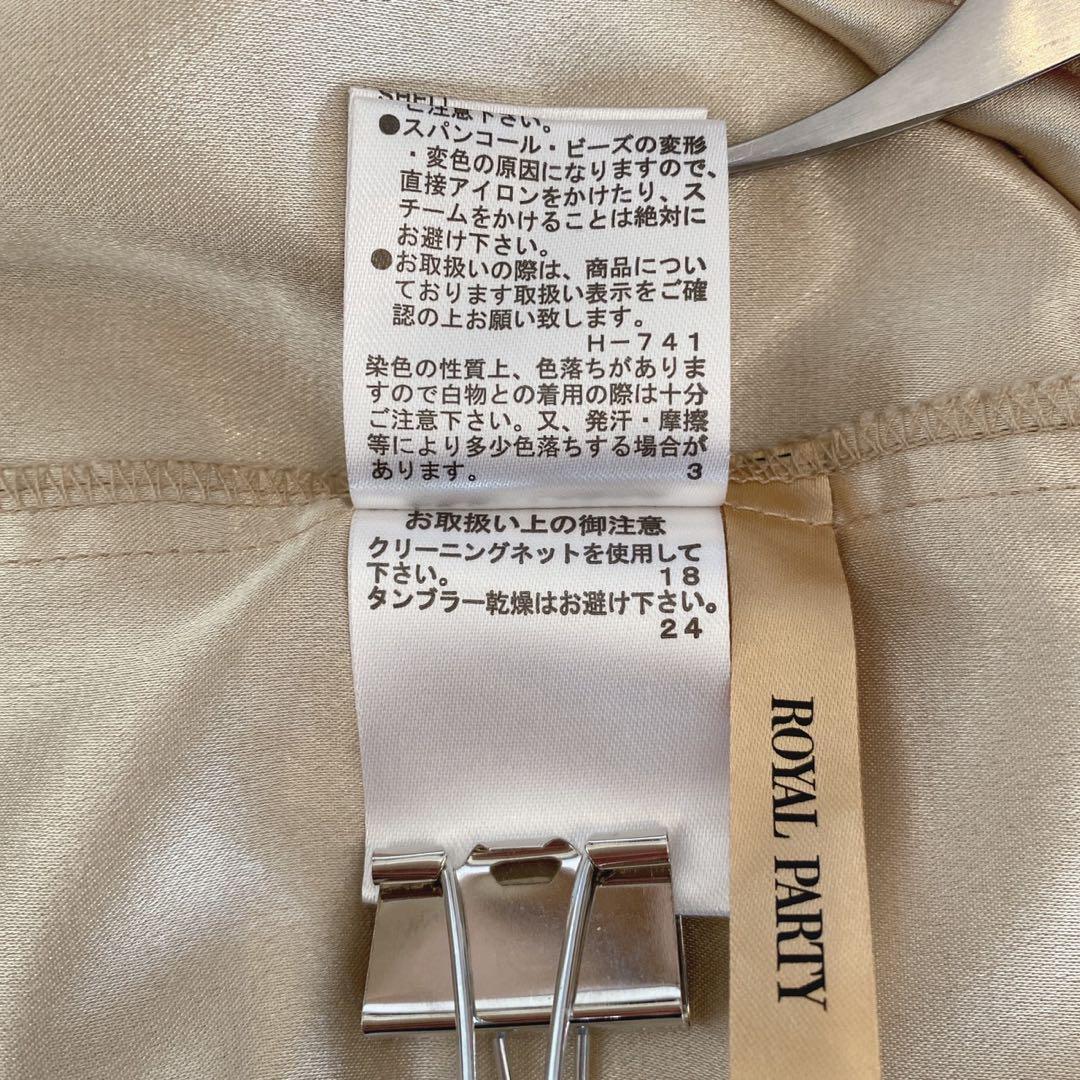 SHELL
ご注意下さい。
●スパンコール・ビーズの変形
・変色の原因になりますので、
直接アイロンをかけたり、ス
チームをかけることは絶対に
お避け下さい。
●お取扱いの際は、商品につい
ております取扱い表示をご確
認の上お願い致します。
H-741
染色の性質上、色落ちがありま
すので白物との着用の際は十分
ご注意下さい。又、発汗・摩擦
等により多少色落ちする場合が
あります。 3
お取扱い上の御注意
クリーニングネットを使用して
下さい。 18
タンブラー乾燥はお避け下さい。
24
ROYAL PARTY